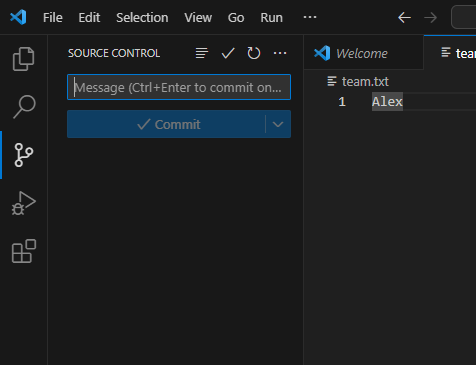 File Edit Selection View Go Run ···
SOURCE CONTROL ···
Message (Ctrl+Enter to commit on...
Commit
Welcome
team.txt
1 Alex